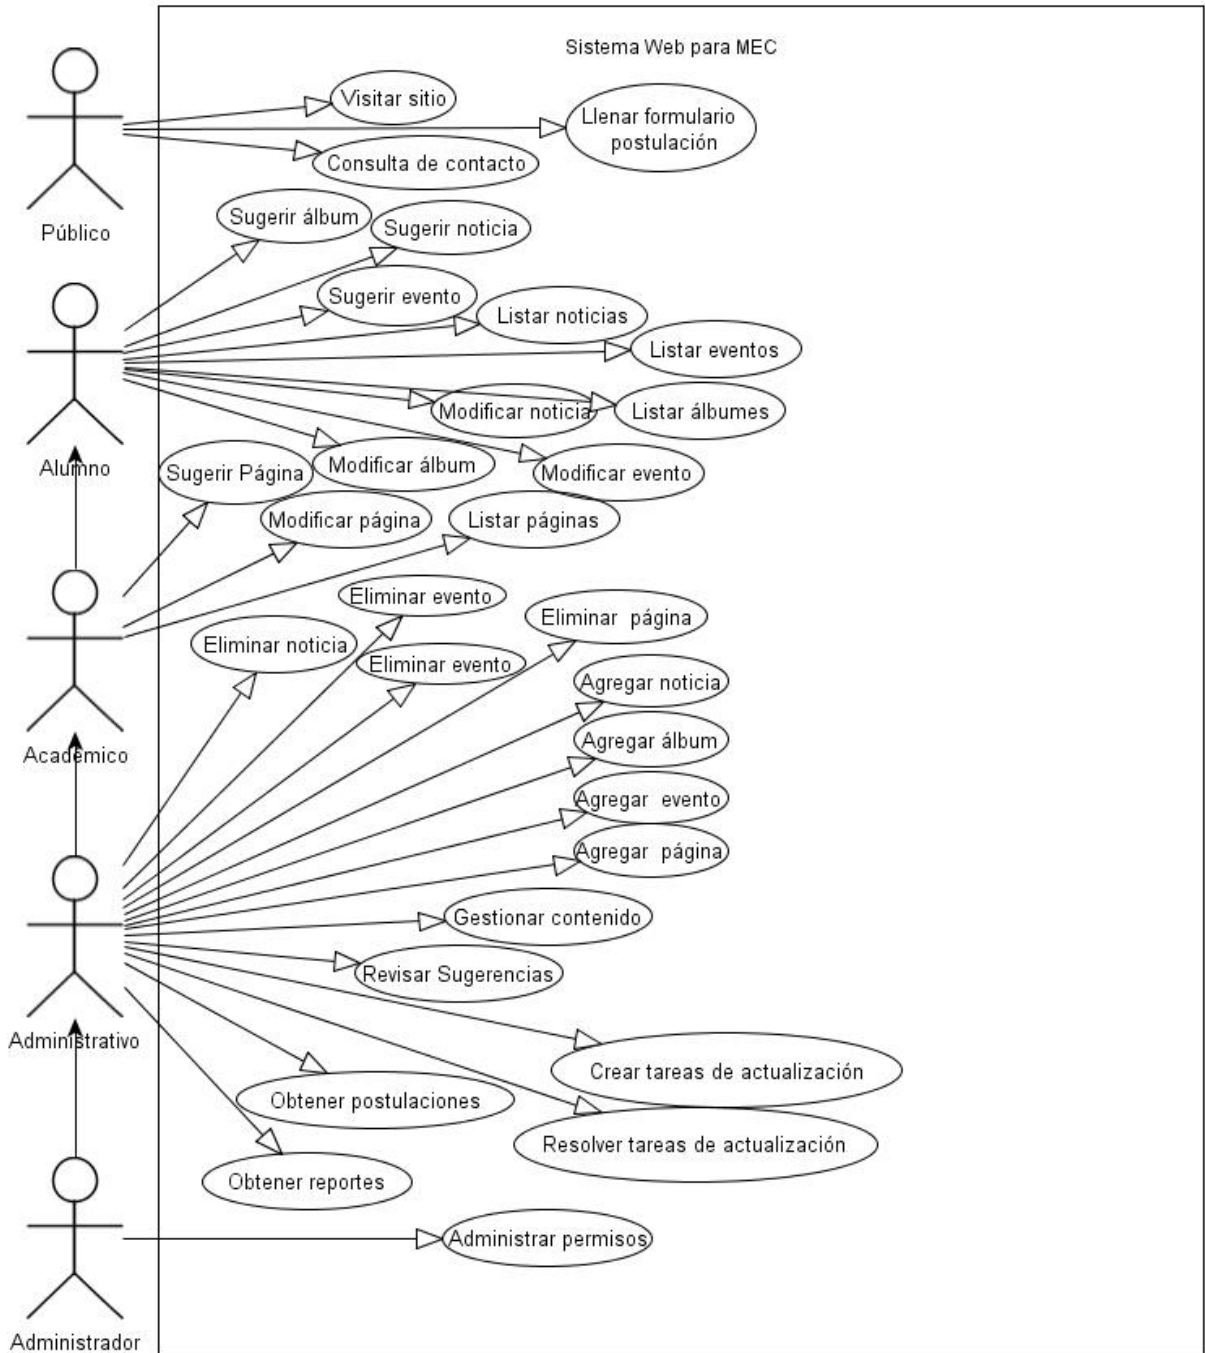 Sistema Web para MEC
Visitar sitio
Llenar formulario
postulación
Consulta de contacto
Público
Sugerir álbum
Sugerir noticia
Sugerir evento
Listar noticias
Listar eventos
Modificar noticia
Listar álbumes
Alumno
Sugerir Página
Modificar álbum
Modificar evento
Modificar página
Listar páginas
Eliminar evento
Eliminar página
Eliminar noticia
Eliminar evento
Agregar noticia
Académico
Agregar álbum
Agregar evento
Agregar página
Gestionar contenido
Revisar Sugerencias
Administrativo
Crear tareas de actualización
Obtener postulaciones
Resolver tareas de actualización
Obtener reportes
Administrar permisos
Administrador